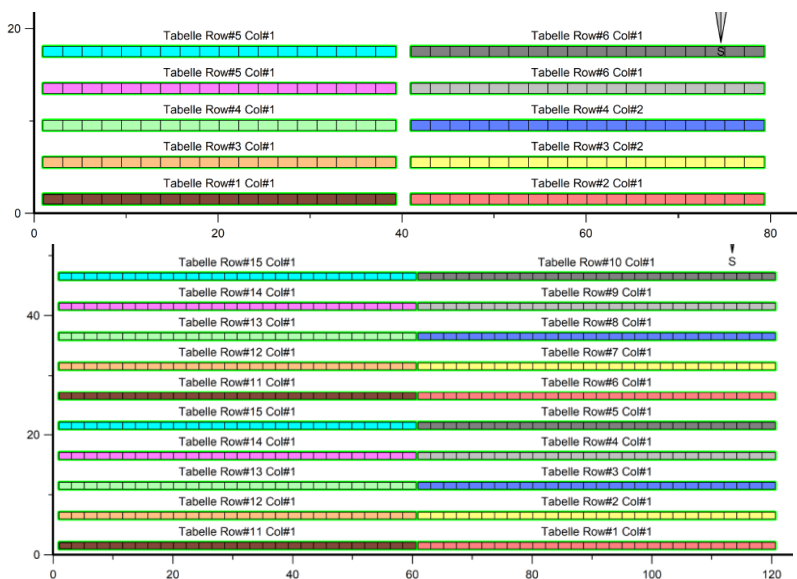 20
Tabelle Row#5 Col#1 Tabelle Row#6 Col#1
S
Tabelle Row#5 Col#1 Tabelle Row#6 Col#1
Tabelle Row#4 Col#1 Tabelle Row#4 Col#2
Tabelle Row#3 Col#1 Tabelle Row#3 Col#2
Tabelle Row#1 Col#1 Tabelle Row#2 Col#1
0
0 20 40 60 80
S
Tabelle Row#15 Col#1 Tabelle Row#10 Col#1
Tabelle Row#14 Col#1 Tabelle Row#9 Col#1
40
Tabelle Row#13 Col#1 Tabelle Row#8 Col#1
Tabelle Row#12 Col#1 Tabelle Row#7 Col#1
Tabelle Row#11 Col#1 Tabelle Row#6 Col#1
Tabelle Row#15 Col#1 Tabelle Row#5 Col#1
20
Tabelle Row#14 Col#1 Tabelle Row#4 Col#1
Tabelle Row#13 Col#1 Tabelle Row#3 Col#1
Tabelle Row#12 Col#1 Tabelle Row#2 Col#1
Tabelle Row#11 Col#1 Tabelle Row#1 Col#1
0
0 20 40 60 80 100 120